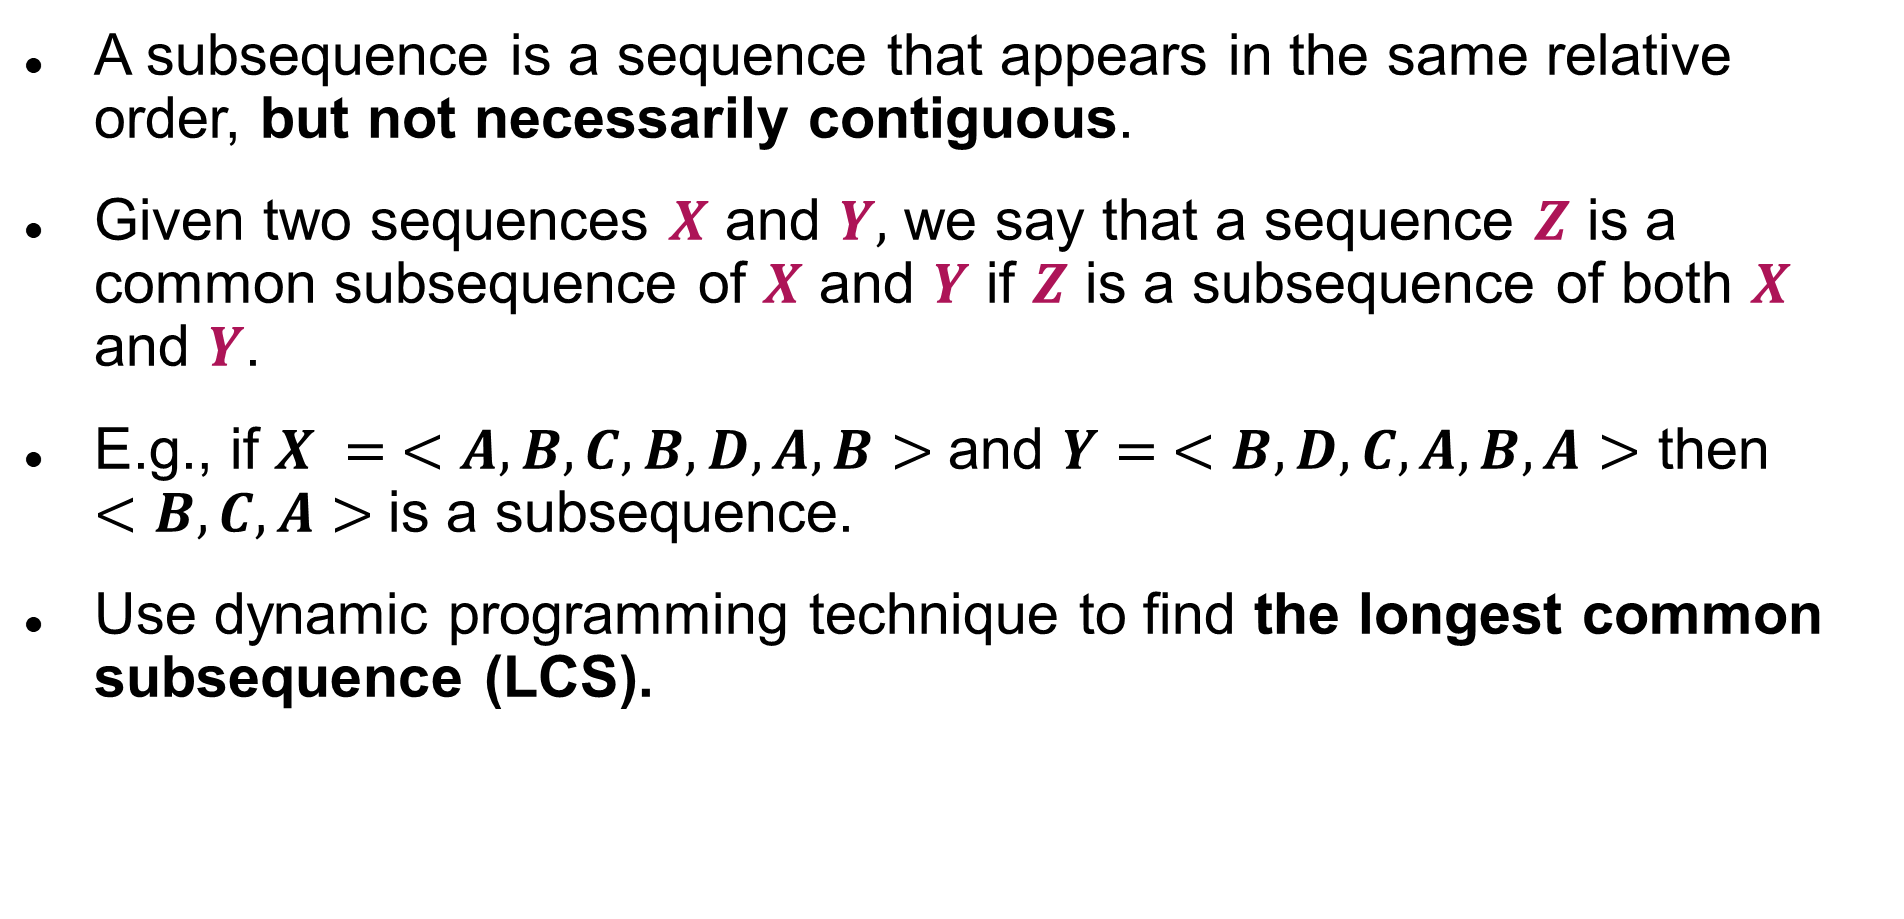 • A subsequence is a sequence that appears in the same relative
order, but not necessarily contiguous.
• Given two sequences X and Y, we say that a sequence Z is a
common subsequence of X and Y if Z is a subsequence of both X
and Y.
• E.g., if X = < A, B, C, B, D, A, B > and Y = < B, D, C, A, B, A > then
< B, C, A > is a subsequence.
• Use dynamic programming technique to find the longest common
subsequence (LCS).